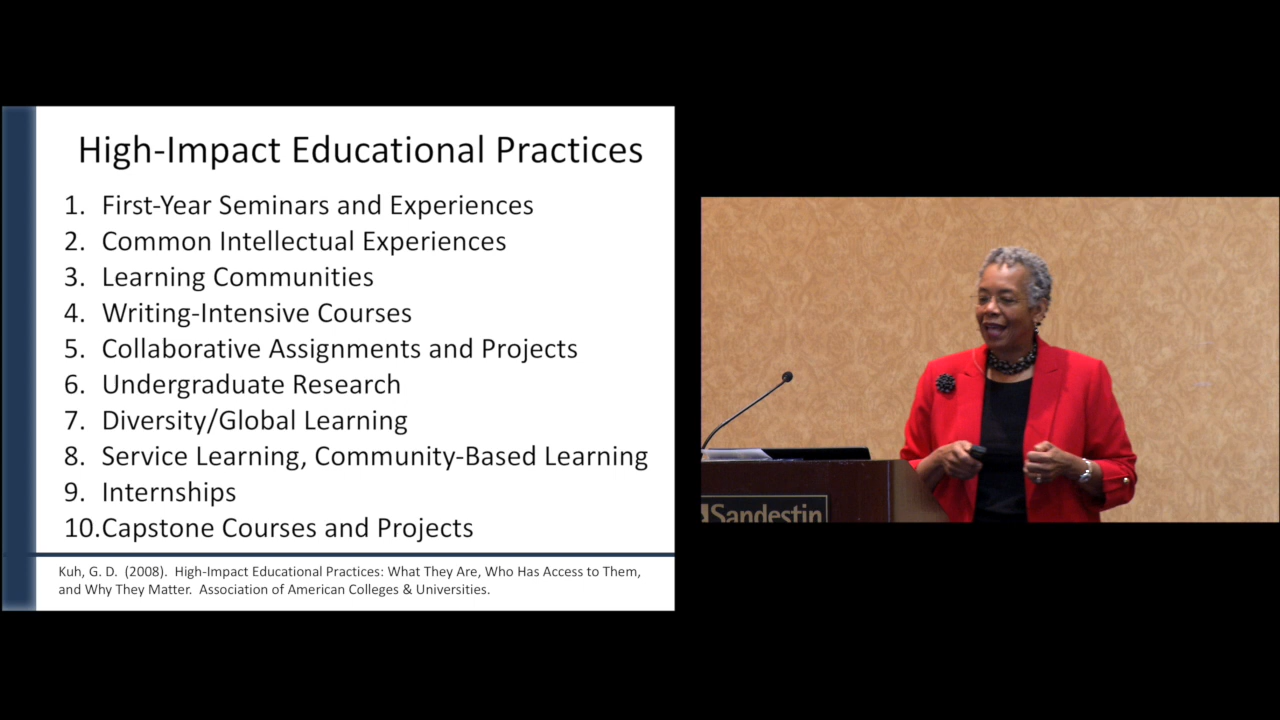 High-Impact Educational Practices
1. First-Year Seminars and Experiences
2. Common Intellectual Experiences
3. Learning Communities
4. Writing-Intensive Courses
5. Collaborative Assignments and Projects
6. Undergraduate Research
7. Diversity/Global Learning
8. Service Learning, Community-Based Learning
9. Internships
10.Capstone Courses and Projects
Kuh, G. D. (2008). High-Impact Educational Practices: What They Are, Who Has Access to Them,
and Why They Matter. Association of American Colleges & Universities.
Sandestin